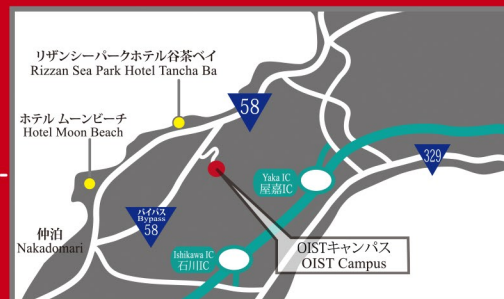 リザンシーパークホテル谷茶ベイ
Rizzan Sea Park Hotel Tancha Ba
58
ホテル ムーンビーチ
Hotel Moon Beach
329
Yaka IC
屋嘉IC
バイパス
Bypass
58
仲泊
Nakadomari
OISTキャンパス
OIST Campus
Ishikawa IC
石川IC